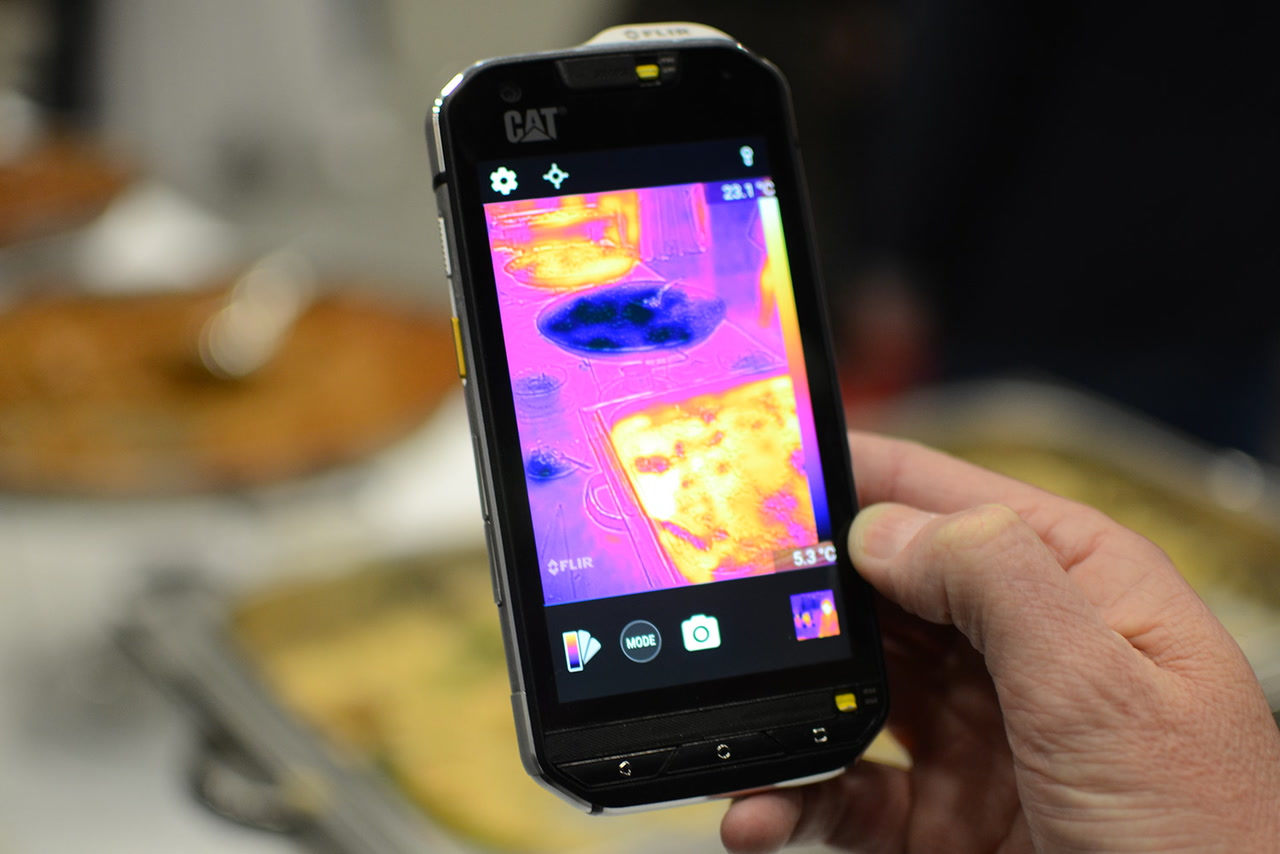 FLIR
CAT
23.1 °C
FLIR
5.3 °C
MODE